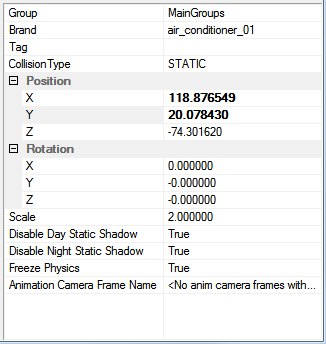 Group MainGroups
Brand air_conditioner_01
Tag
CollisionType STATIC
Position
X 118.876549
Y 20.078430
Z -74.301620
Rotation
X 0.000000
Y -0.000000
Z -0.000000
Scale 2.000000
Disable Day Static Shadow True
Disable Night Static Shadow True
Freeze Physics True
Animation Camera Frame Name <No anim camera frames with...